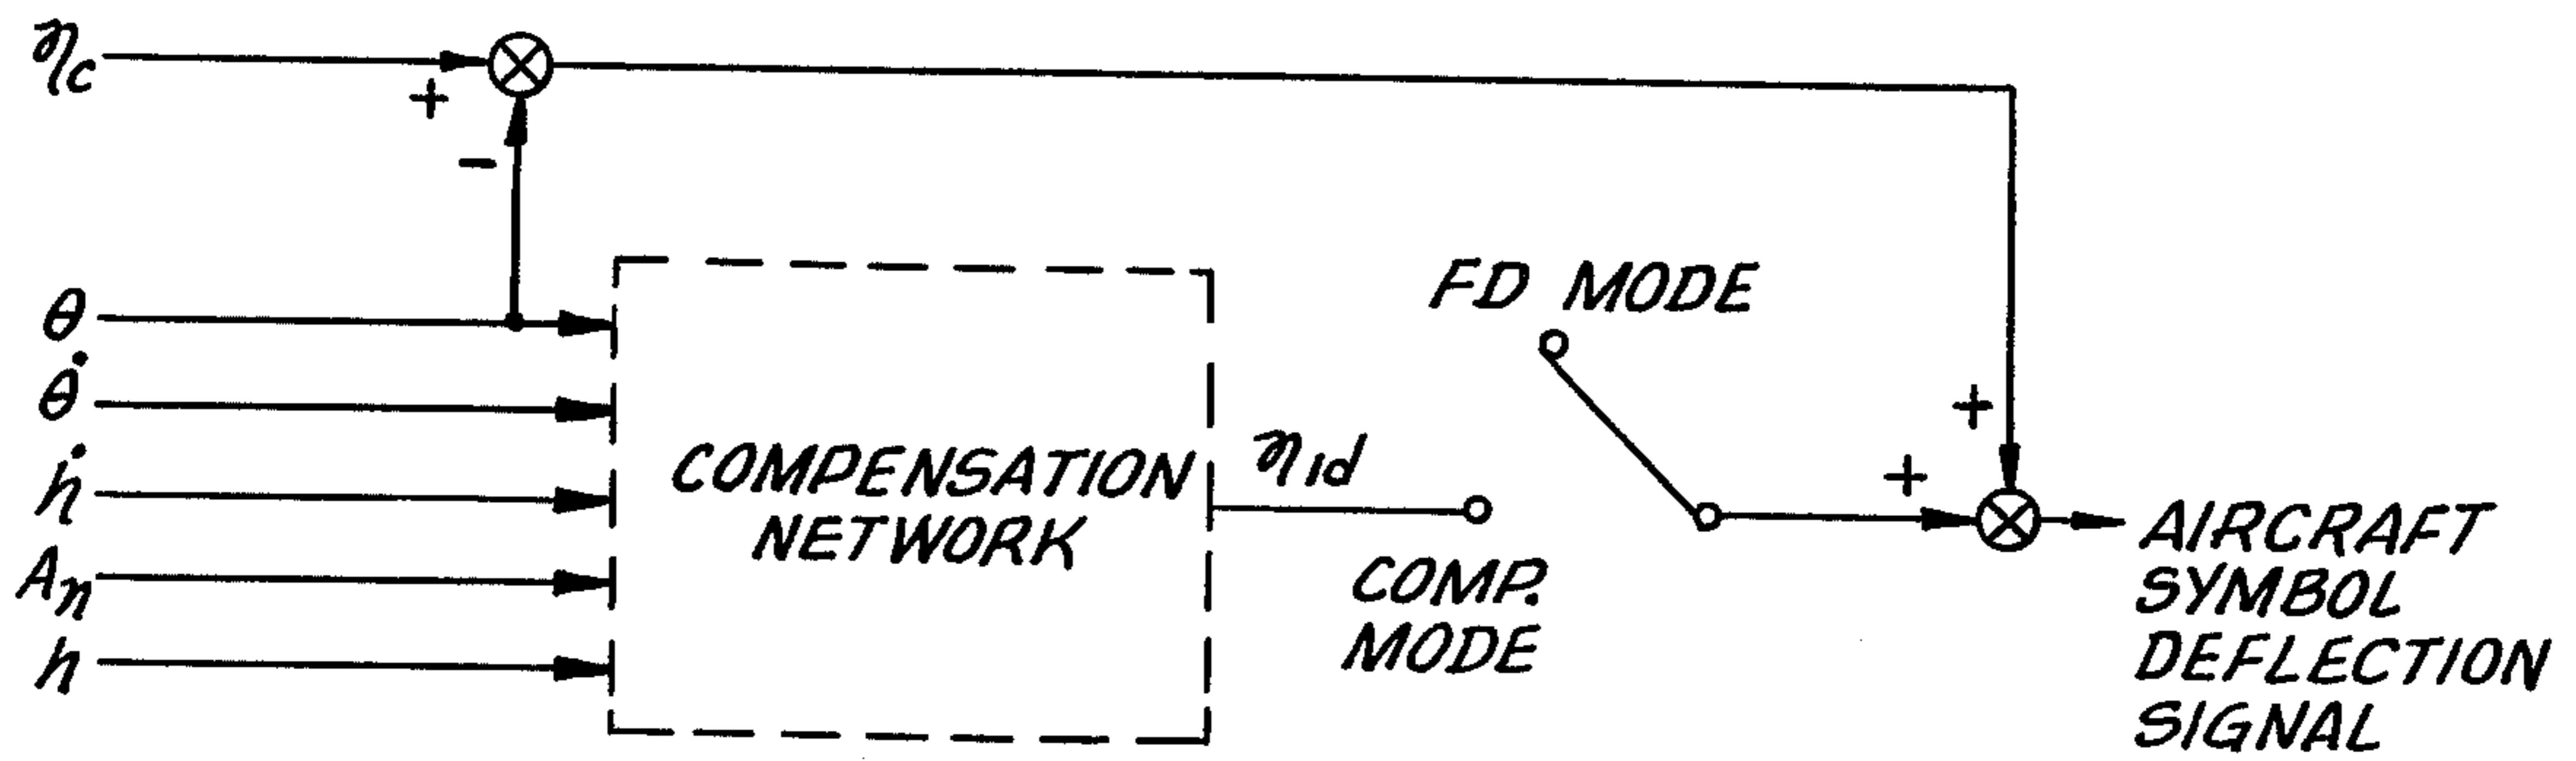 ηc
+
−
θ
θ̇
ḣ
An
h
COMPENSATION
NETWORK
ηid
FD MODE
COMP.
MODE
+
+
AIRCRAFT
SYMBOL
DEFLECTION
SIGNAL